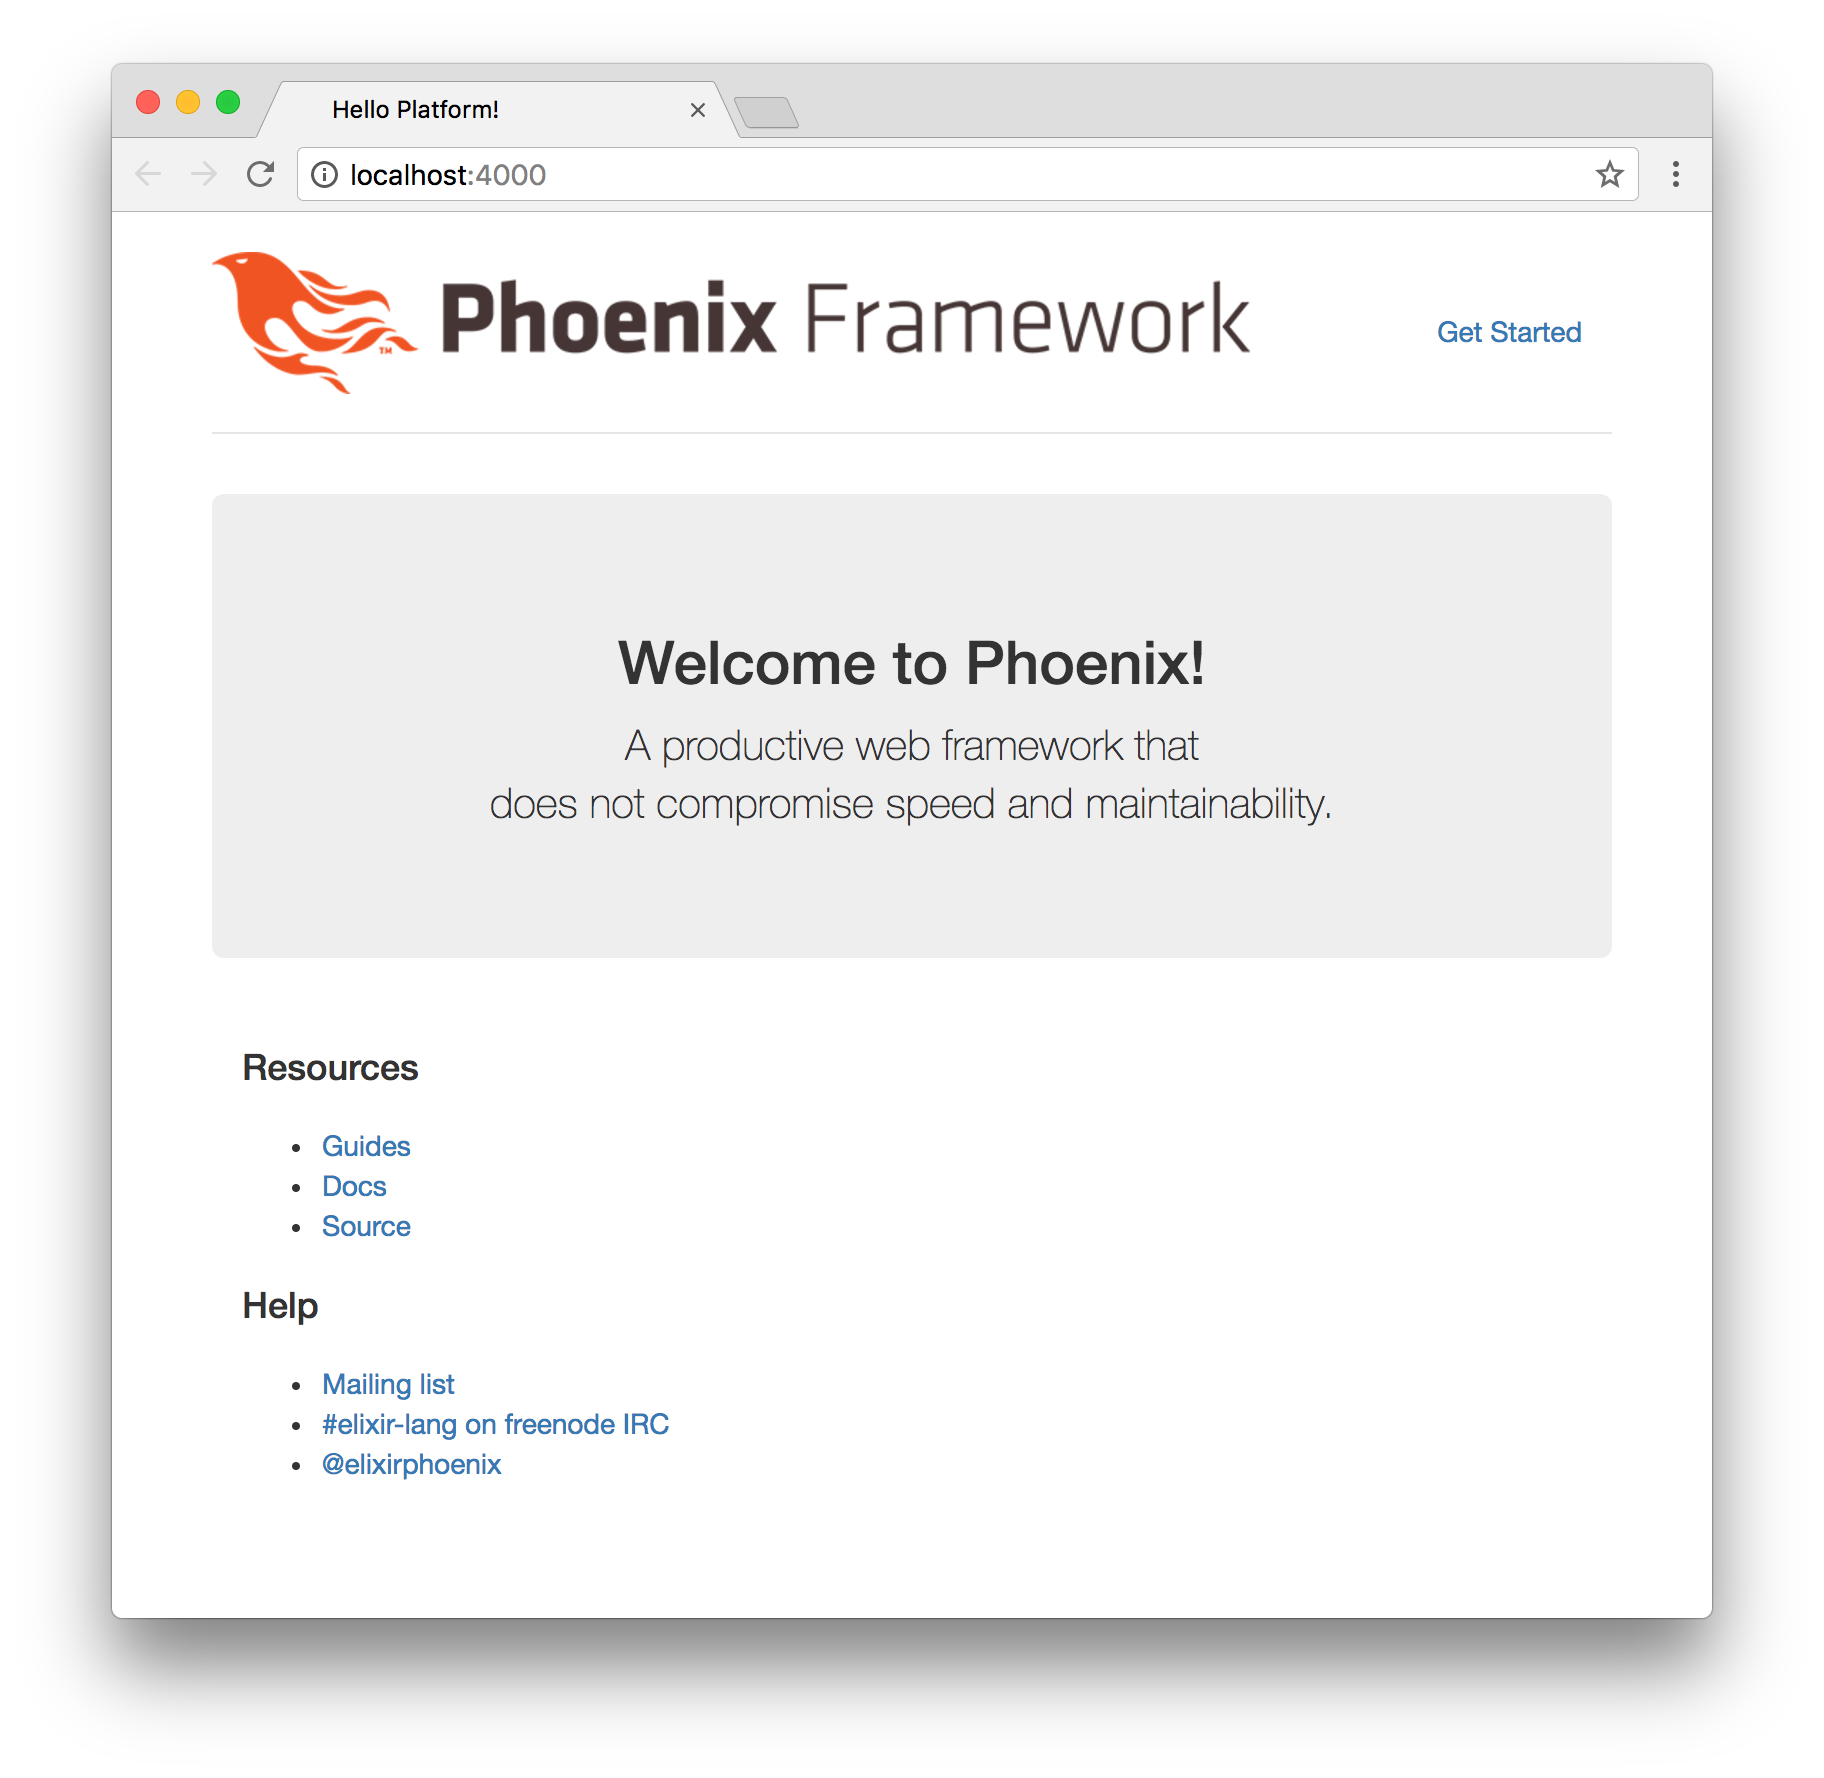 Hello Platform!
localhost:4000
Phoenix Framework
TM
Get Started
Welcome to Phoenix!
A productive web framework that
does not compromise speed and maintainability.
Resources
Guides
Docs
Source
Help
Mailing list
#elixir-lang on freenode IRC
@elixirphoenix